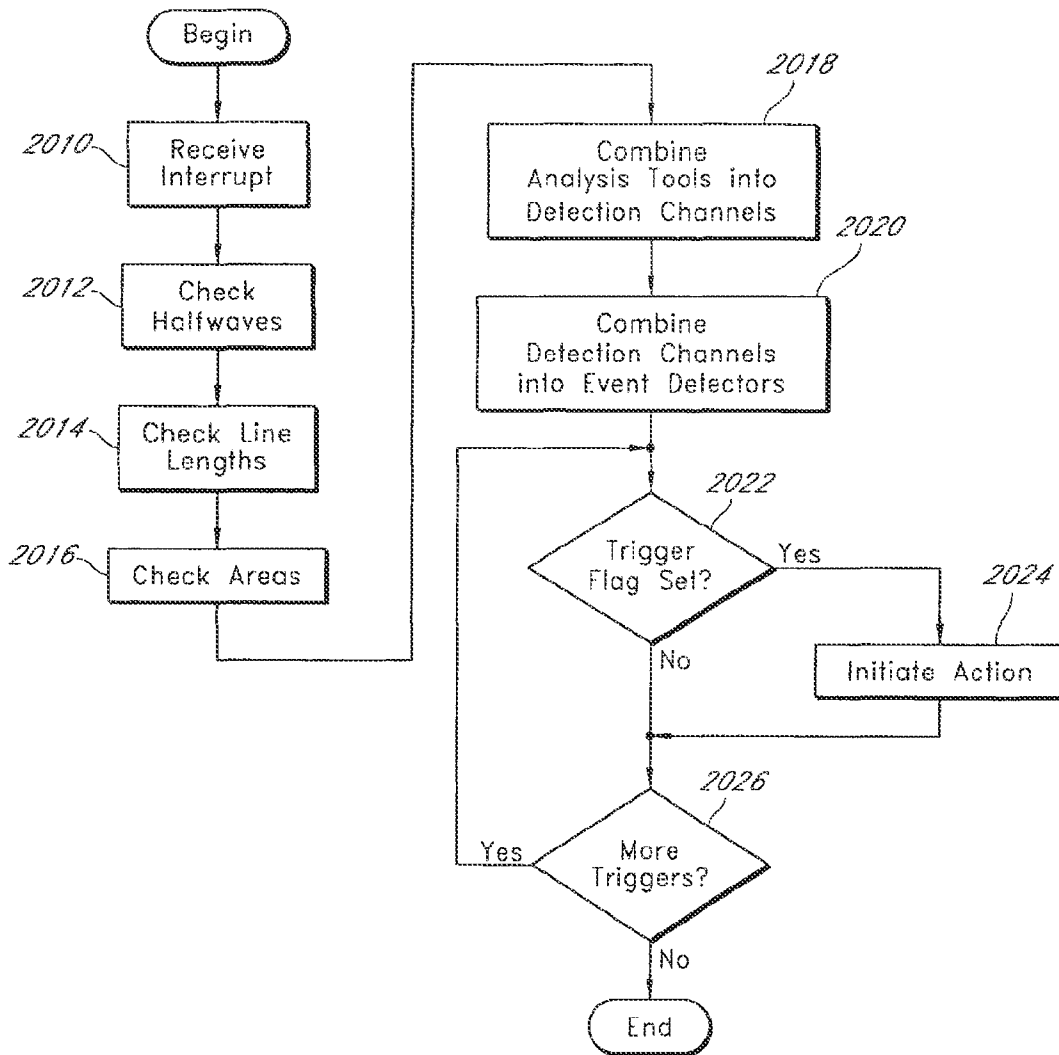 Begin
2010
Receive
Interrupt
2012
Check
Halfwaves
2014
Check Line
Lengths
2016
Check Areas
2018
Combine
Analysis Tools into
Detection Channels
2020
Combine
Detection Channels
into Event Detectors
2022
Trigger
Flag Set?
Yes
No
2024
Initiate Action
2026
More
Triggers?
Yes
No
End